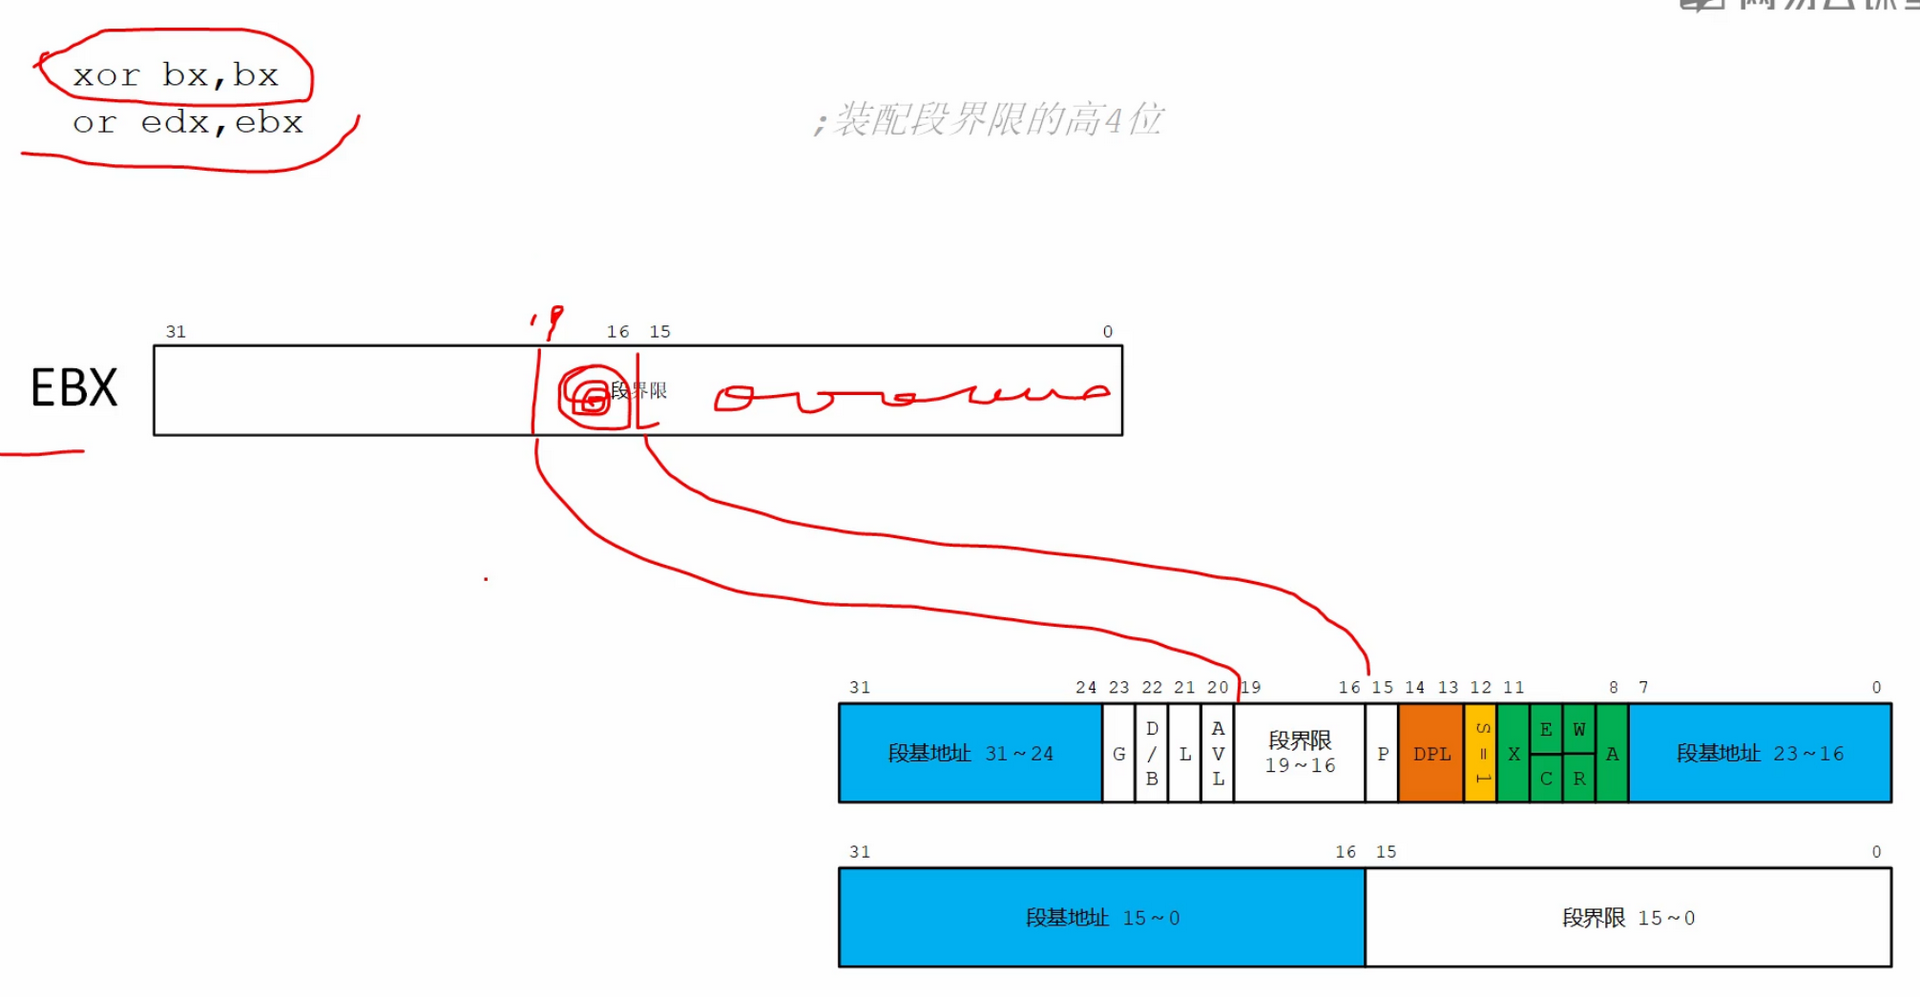 xor bx,bx
or edx,ebx
;装配段界限的高4位
19
31 16 15 0
EBX 段界限
31 24 23 22 21 20 19 16 15 14 13 12 11 8 7 0
段基地址 31~24 G D/B L AVL 段界限 19~16 P DPL S=1 X E C W R A 段基地址 23~16
31 16 15 0
段基地址 15~0 段界限 15~0